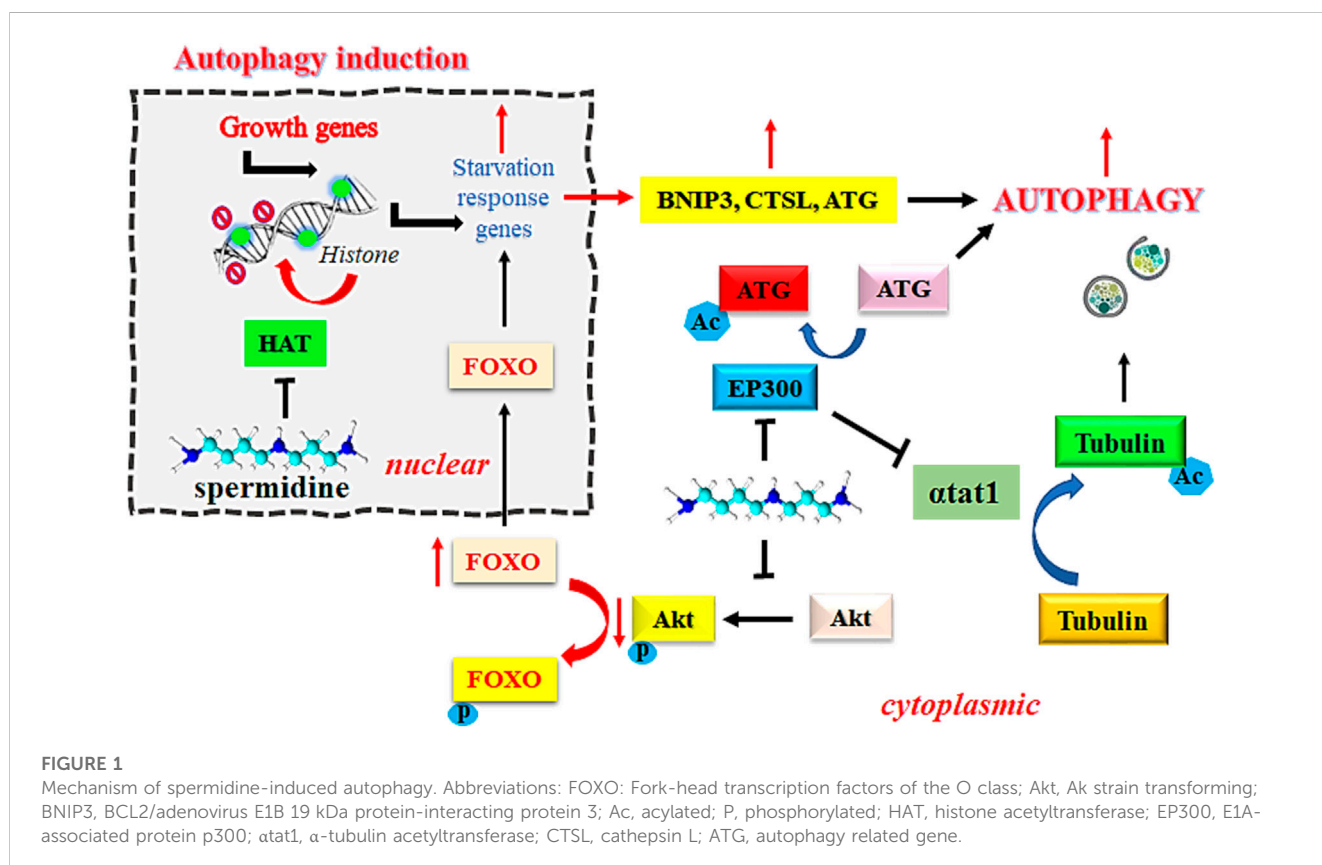 Autophagy induction
Growth genes
Histone
HAT
spermidine
nuclear
Starvation
response
genes
FOXO
BNIP3, CTSL, ATG
AUTOPHAGY
ATG
Ac
ATG
EP300
αtat1
Tubulin
Ac
Tubulin
FOXO
Akt
P
Akt
FOXO
P
cytoplasmic
FIGURE 1
Mechanism of spermidine-induced autophagy. Abbreviations: FOXO: Fork-head transcription factors of the O class; Akt, Ak strain transforming;
BNIP3, BCL2/adenovirus E1B 19 kDa protein-interacting protein 3; Ac, acylated; P, phosphorylated; HAT, histone acetyltransferase; EP300, E1A-
associated protein p300; αtat1, α-tubulin acetyltransferase; CTSL, cathepsin L; ATG, autophagy related gene.